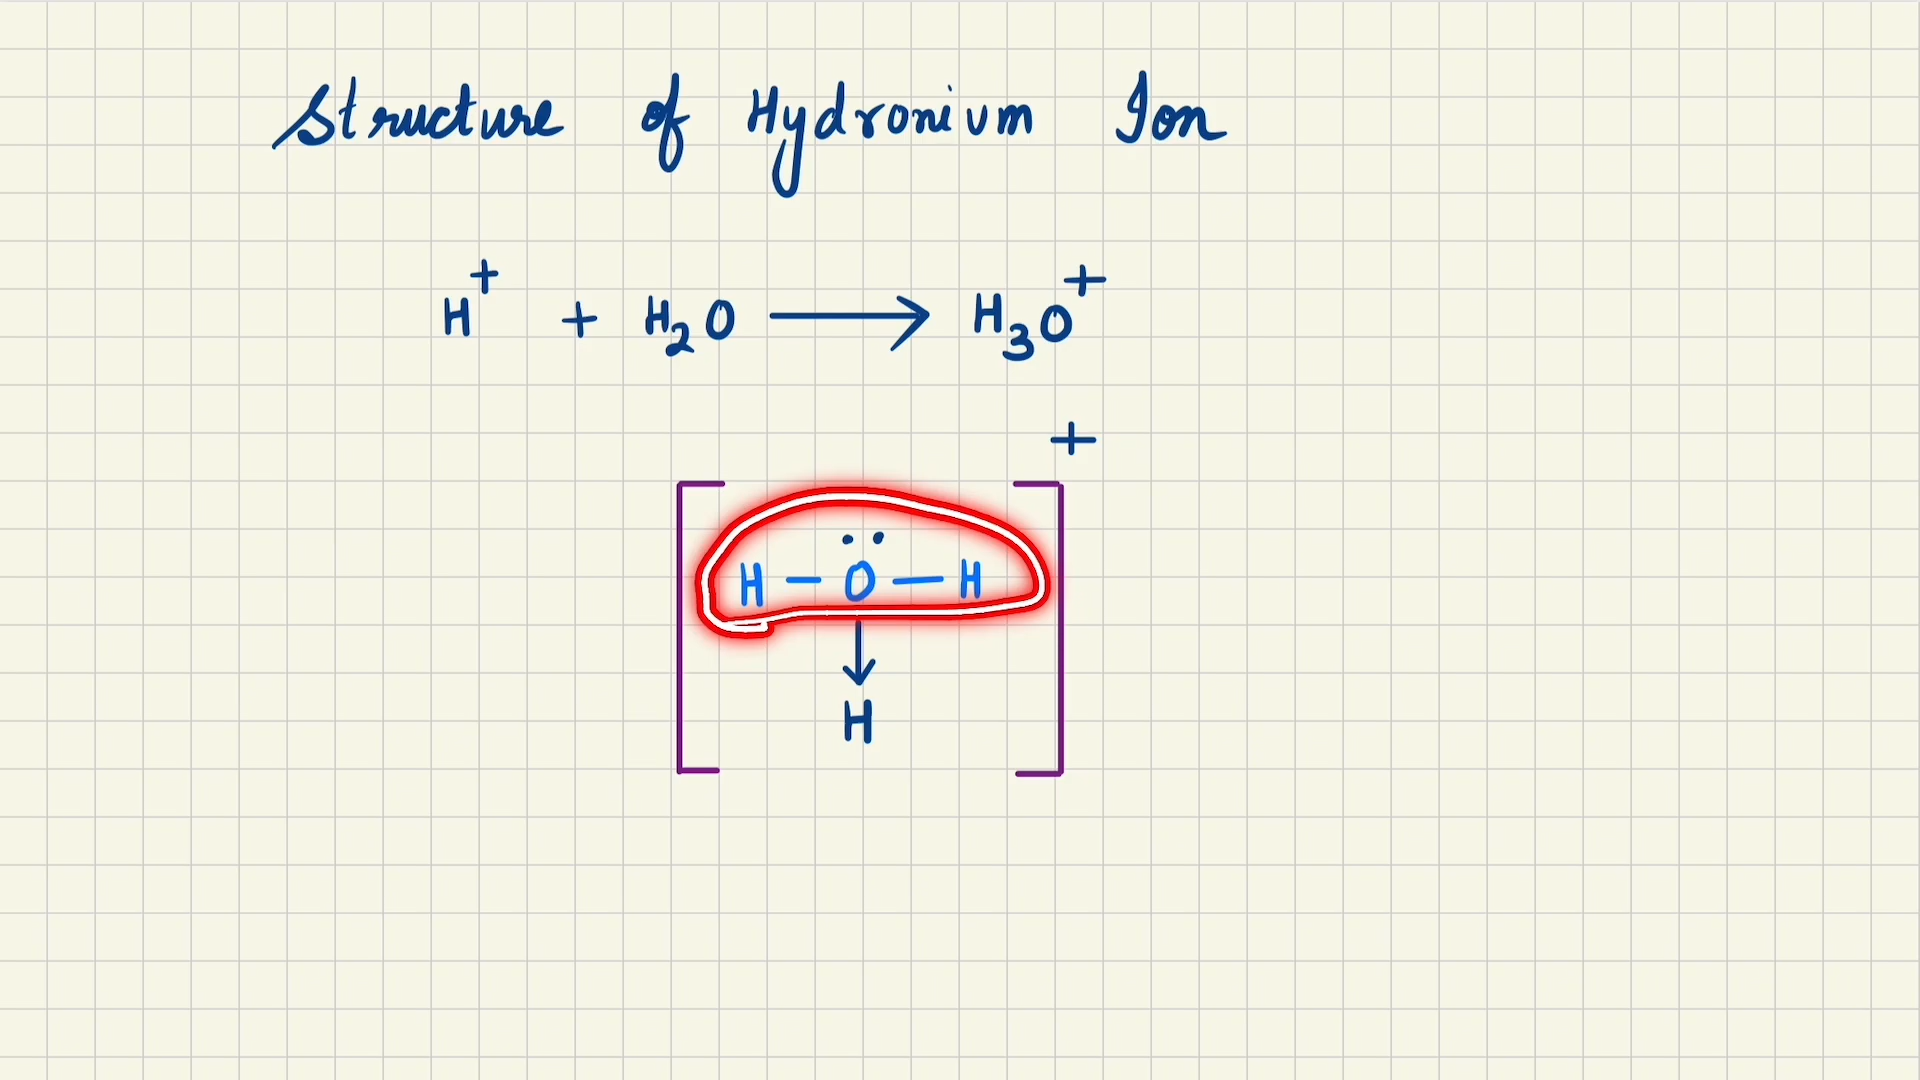 Structure of Hydronium Ion
H⁺ + H₂O ⟶ H₃O⁺
+
H – O – H
H